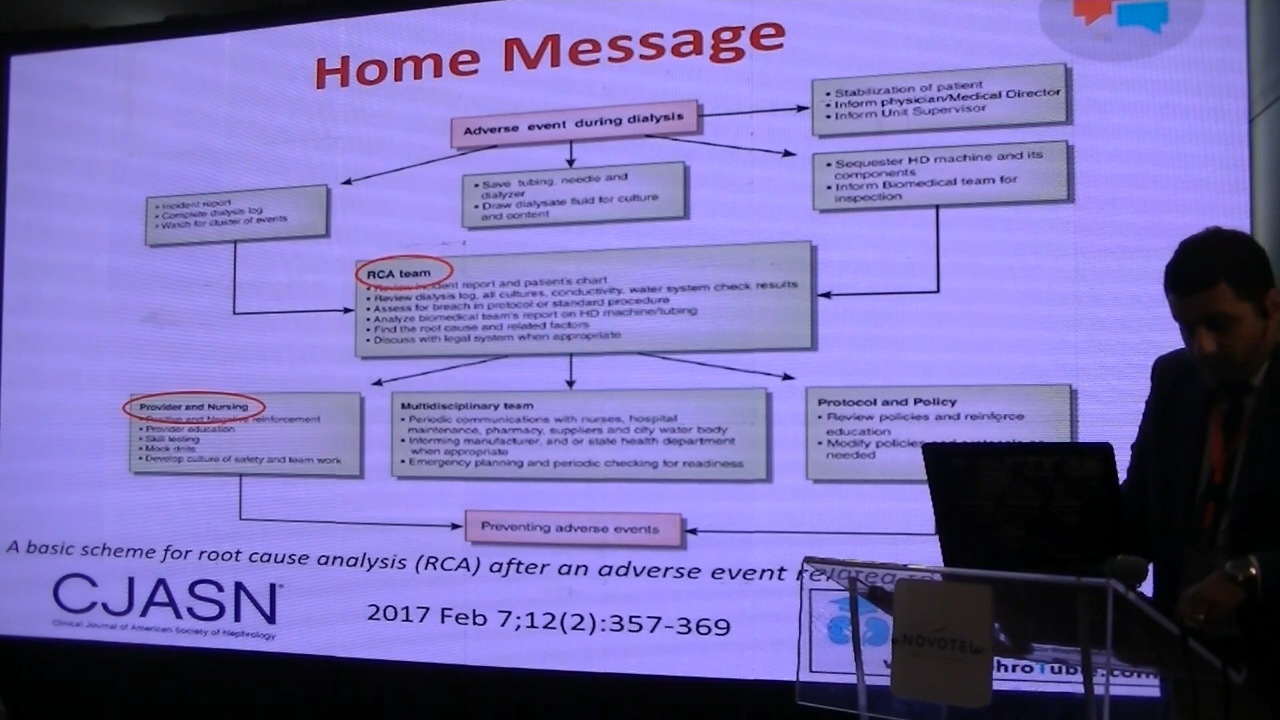 Home Message
Adverse event during dialysis
• Stabilization of patient
• Inform physician/Medical Director
• Inform Unit Supervisor
• Incident report
• Complete dialysis log
• Watch for cluster of events
• Save tubing, needle and
dialyzer
• Draw dialysate fluid for culture
and content
• Sequester HD machine and its
components
• Inform Biomedical team for
inspection
RCA team
• Review incident report and patient's chart
• Review dialysis log, all cultures, conductivity, water system check results
• Assess for breach in protocol or standard procedure
• Analyze biomedical team's report on HD machine/tubing
• Find the root cause and related factors
• Discuss with legal system when appropriate
Provider and Nursing
• Positive and Negative reinforcement
• Provider education
• Skill testing
• Mock drills
• Develop culture of safety and team work
Multidisciplinary team
• Periodic communications with nurses, hospital
maintenance, pharmacy, suppliers and city water body
• Informing manufacturer, and or state health department
when appropriate
• Emergency planning and periodic checking for readiness
Protocol and Policy
• Review policies and reinforce
education
• Modify policies
needed
Preventing adverse events
A basic scheme for root cause analysis (RCA) after an adverse event related to
CJASN
Clinical Journal of American Society of Nephrology
2017 Feb 7;12(2):357-369
NOVOTEL
hroTube.com